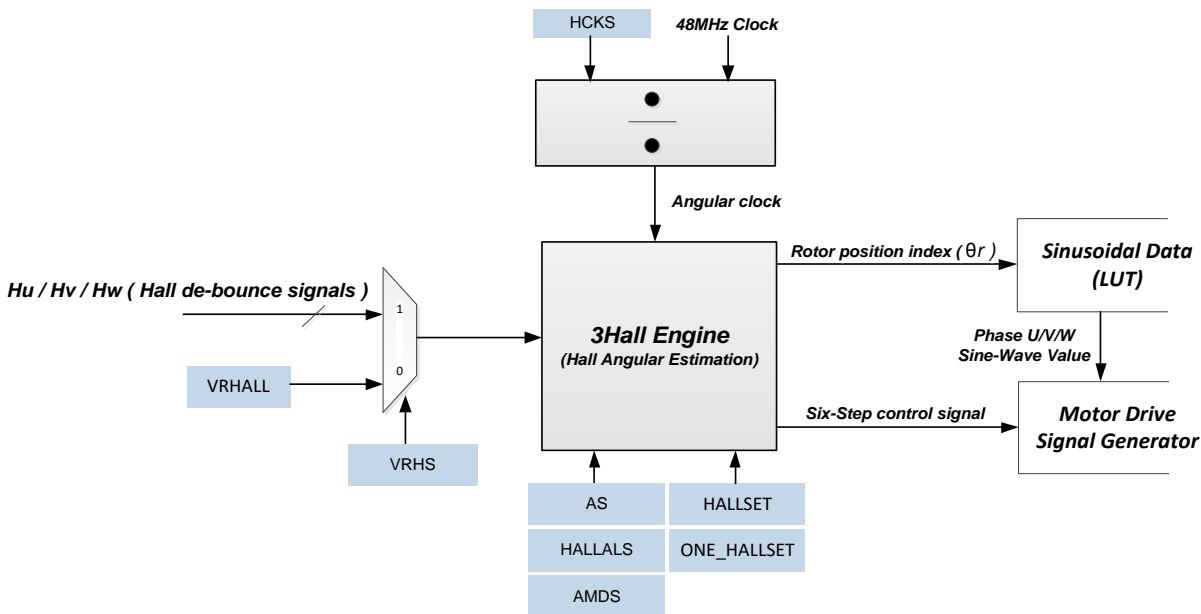 HCKS
48MHz Clock
Angular clock
Hu / Hv / Hw ( Hall de-bounce signals )
1
0
VRHALL
VRHS
3Hall Engine
(Hall Angular Estimation)
Rotor position index ( θr )
Sinusoidal Data
(LUT)
Phase U/V/W
Sine-Wave Value
Six-Step control signal
Motor Drive
Signal Generator
AS
HALLSET
HALLALS
ONE_HALLSET
AMDS